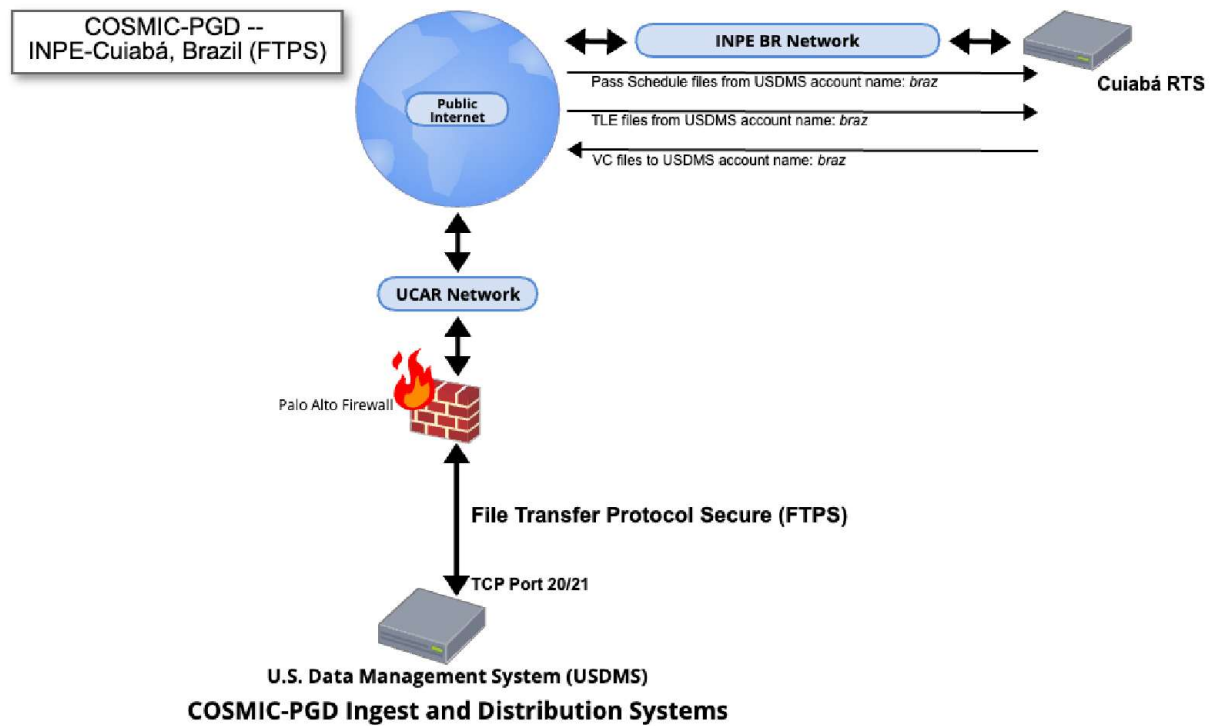 COSMIC-PGD --
INPE-Cuiabá, Brazil (FTPS)
INPE BR Network
Cuiabá RTS
Pass Schedule files from USDMS account name: braz
Public
Internet
TLE files from USDMS account name: braz
VC files to USDMS account name: braz
UCAR Network
Palo Alto Firewall
File Transfer Protocol Secure (FTPS)
TCP Port 20/21
U.S. Data Management System (USDMS)
COSMIC-PGD Ingest and Distribution Systems